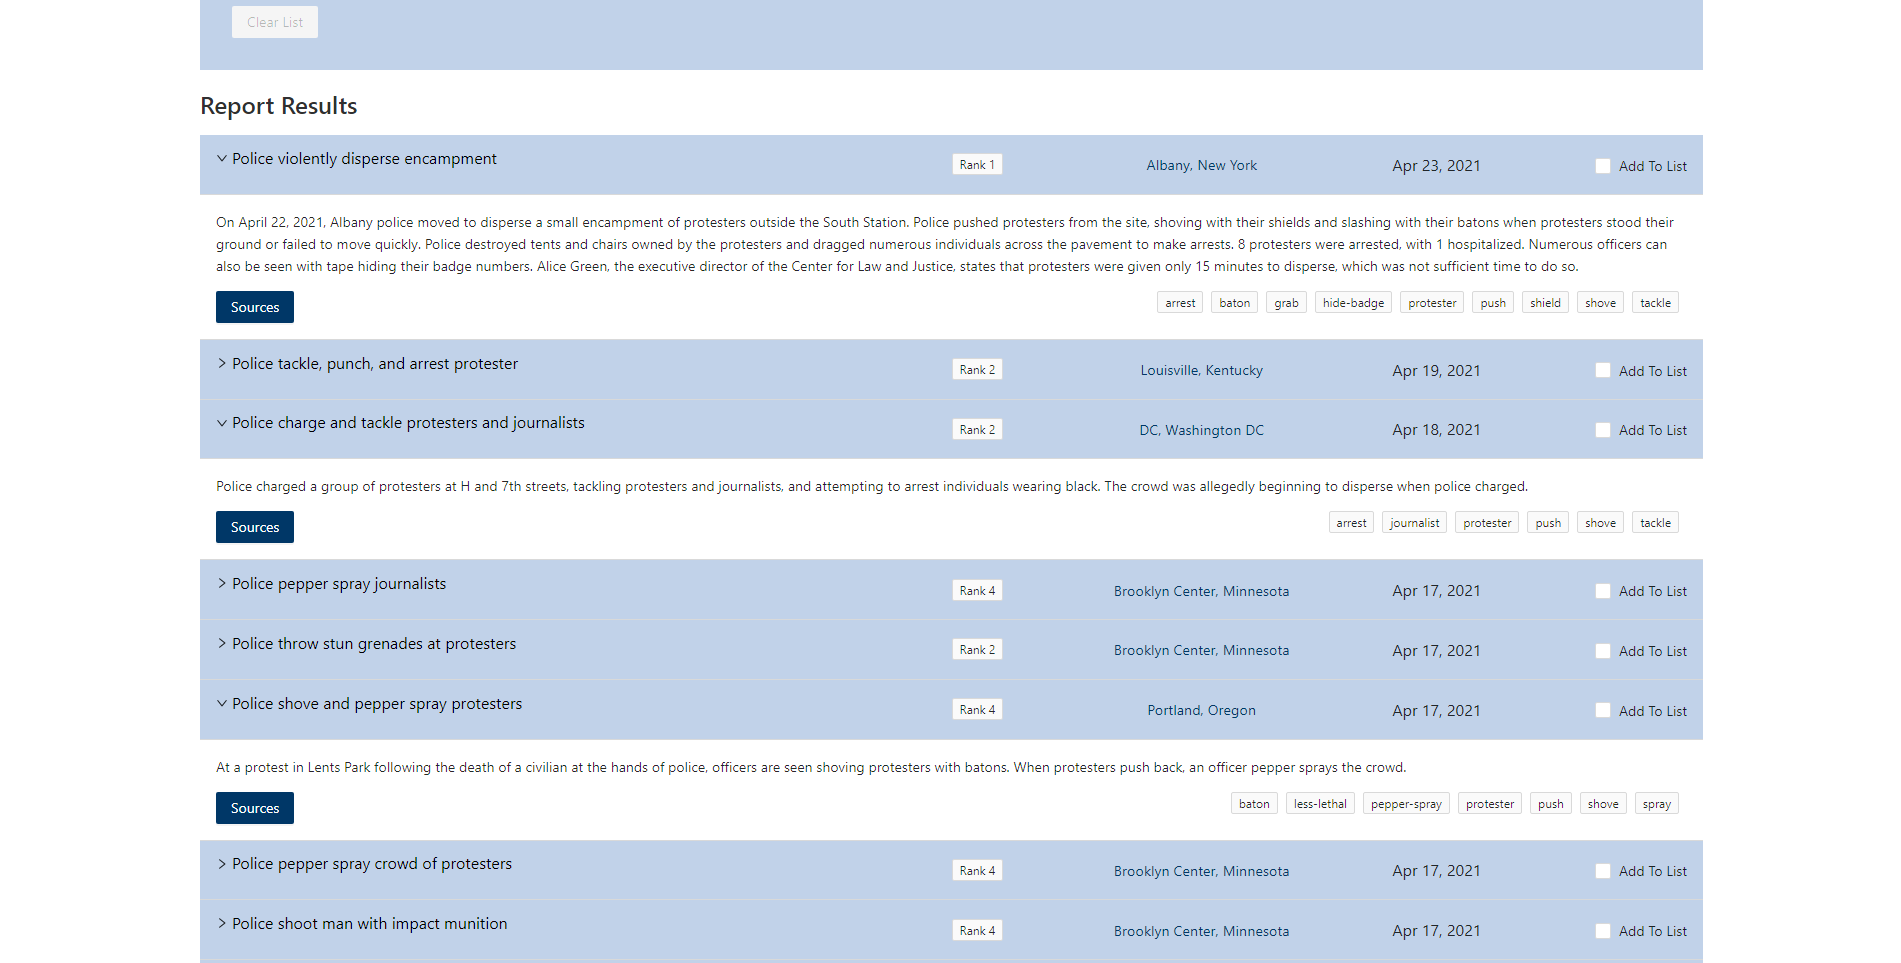 Clear List
Report Results
Police violently disperse encampment Rank 1 Albany, New York Apr 23, 2021 Add To List
On April 22, 2021, Albany police moved to disperse a small encampment of protesters outside the South Station. Police pushed protesters from the site, shoving with their shields and slashing with their batons when protesters stood their
ground or failed to move quickly. Police destroyed tents and chairs owned by the protesters and dragged numerous individuals across the pavement to make arrests. 8 protesters were arrested, with 1 hospitalized. Numerous officers can
also be seen with tape hiding their badge numbers. Alice Green, the executive director of the Center for Law and Justice, states that protesters were given only 15 minutes to disperse, which was not sufficient time to do so.
Sources arrest baton grab hide-badge protester push shield shove tackle
Police tackle, punch, and arrest protester Rank 2 Louisville, Kentucky Apr 19, 2021 Add To List
Police charge and tackle protesters and journalists Rank 2 DC, Washington DC Apr 18, 2021 Add To List
Police charged a group of protesters at H and 7th streets, tackling protesters and journalists, and attempting to arrest individuals wearing black. The crowd was allegedly beginning to disperse when police charged.
Sources arrest journalist protester push shove tackle
Police pepper spray journalists Rank 4 Brooklyn Center, Minnesota Apr 17, 2021 Add To List
Police throw stun grenades at protesters Rank 2 Brooklyn Center, Minnesota Apr 17, 2021 Add To List
Police shove and pepper spray protesters Rank 4 Portland, Oregon Apr 17, 2021 Add To List
At a protest in Lents Park following the death of a civilian at the hands of police, officers are seen shoving protesters with batons. When protesters push back, an officer pepper sprays the crowd.
Sources baton less-lethal pepper-spray protester push shove spray
Police pepper spray crowd of protesters Rank 4 Brooklyn Center, Minnesota Apr 17, 2021 Add To List
Police shoot man with impact munition Rank 4 Brooklyn Center, Minnesota Apr 17, 2021 Add To List